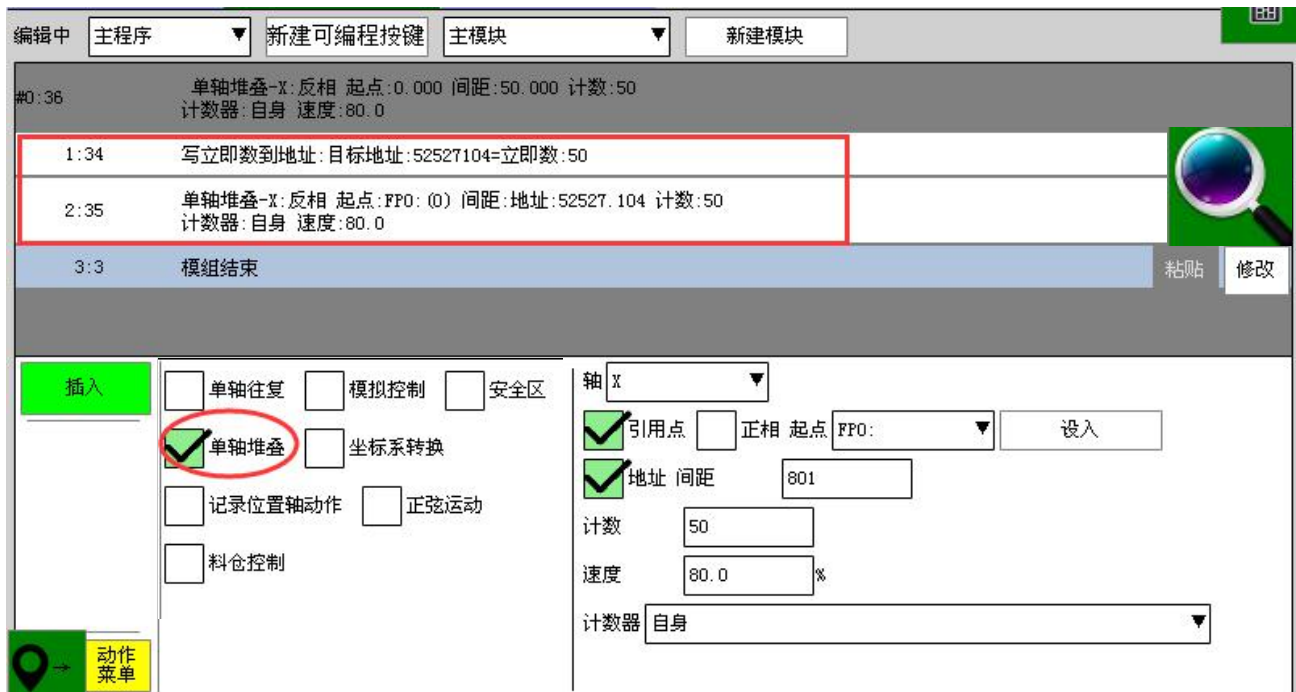 编辑中 主程序 ▼ 新建可编程按键 主模块 ▼ 新建模块
#0:36 单轴堆叠-X:反相 起点:0.000 间距:50.000 计数:50
计数器:自身 速度:80.0
1:34 写立即数到地址:目标地址:52527104=立即数:50
2:35 单轴堆叠-X:反相 起点:FP0:(0) 间距:地址:52527.104 计数:50
计数器:自身 速度:80.0
3:3 模组结束 粘贴 修改
插入
单轴往复 模拟控制 安全区
单轴堆叠 坐标系转换
记录位置轴动作 正弦运动
料仓控制
轴 X ▼
引用点 正相 起点 FP0: ▼ 设入
地址 间距 801
计数 50
速度 80.0 %
计数器 自身 ▼
→ 动作
菜单